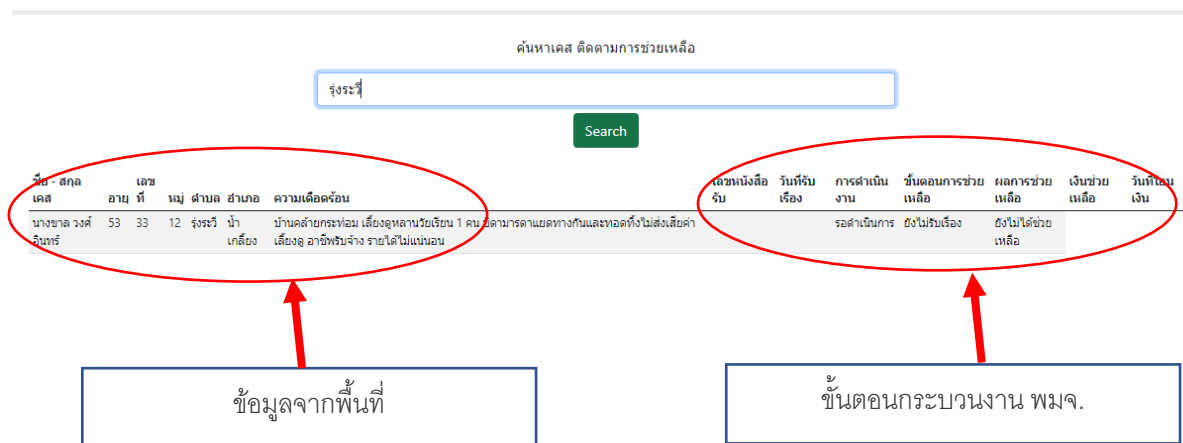 ค้นหาเคส ติดตามการช่วยเหลือ
รุ่งระวี
Search
ชื่อ - สกุล เลข เลขหนังสือ วันที่รับ การดำเนิน ขั้นตอนการช่วย ผลการช่วย เงินช่วย วันที่โอน
เคส อายุ ที่ หมู่ ตำบล อำเภอ ความเดือดร้อน รับ เรื่อง งาน เหลือ เหลือ เหลือ เงิน
นางขาล วงศ์ 53 33 12 รุ่งระวี น้ำ บ้านคล้ายกระท่อม เลี้ยงดูหลานวัยเรียน 1 คน บิดามารดาแยกทางกันและทอดทิ้งไม่ส่งเสียค่า รอดำเนินการ ยังไม่รับเรื่อง ยังไม่ได้ช่วย
อินทร์ เกลี้ยง เลี้ยงดู อาชีพรับจ้าง รายได้ไม่แน่นอน เหลือ
ข้อมูลจากพื้นที่ ขั้นตอนกระบวนงาน พมจ.